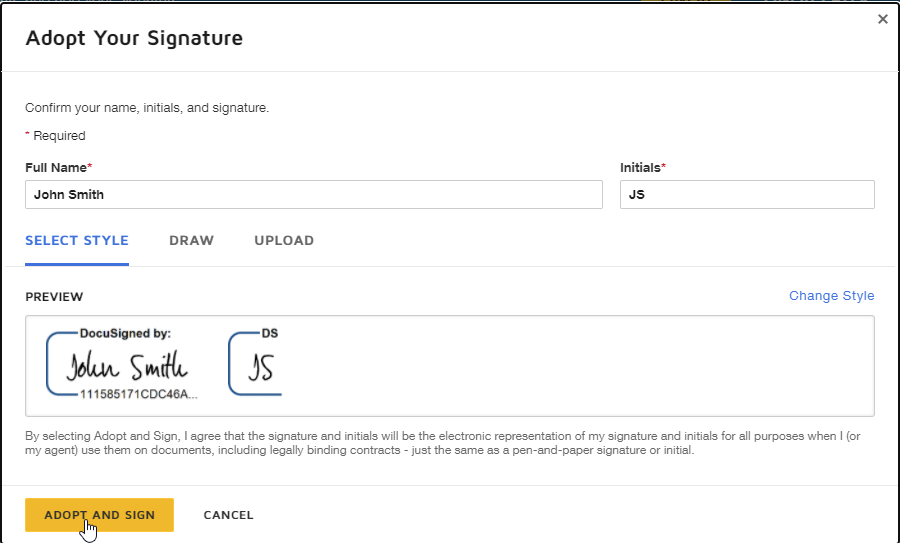 Adopt Your Signature
Confirm your name, initials, and signature.
* Required
Full Name*
Initials*
John Smith
JS
SELECT STYLE
DRAW
UPLOAD
PREVIEW
Change Style
DocuSigned by:
John Smith
111585171CDC46A...
DS
JS
By selecting Adopt and Sign, I agree that the signature and initials will be the electronic representation of my signature and initials for all purposes when I (or
my agent) use them on documents, including legally binding contracts - just the same as a pen-and-paper signature or initial.
ADOPT AND SIGN
CANCEL